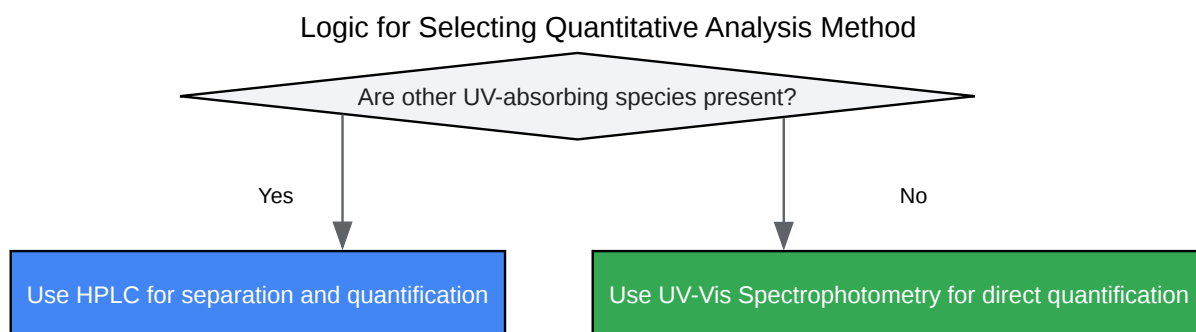 Logic for Selecting Quantitative Analysis Method
Are other UV-absorbing species present?
Yes
No
Use HPLC for separation and quantification
Use UV-Vis Spectrophotometry for direct quantification